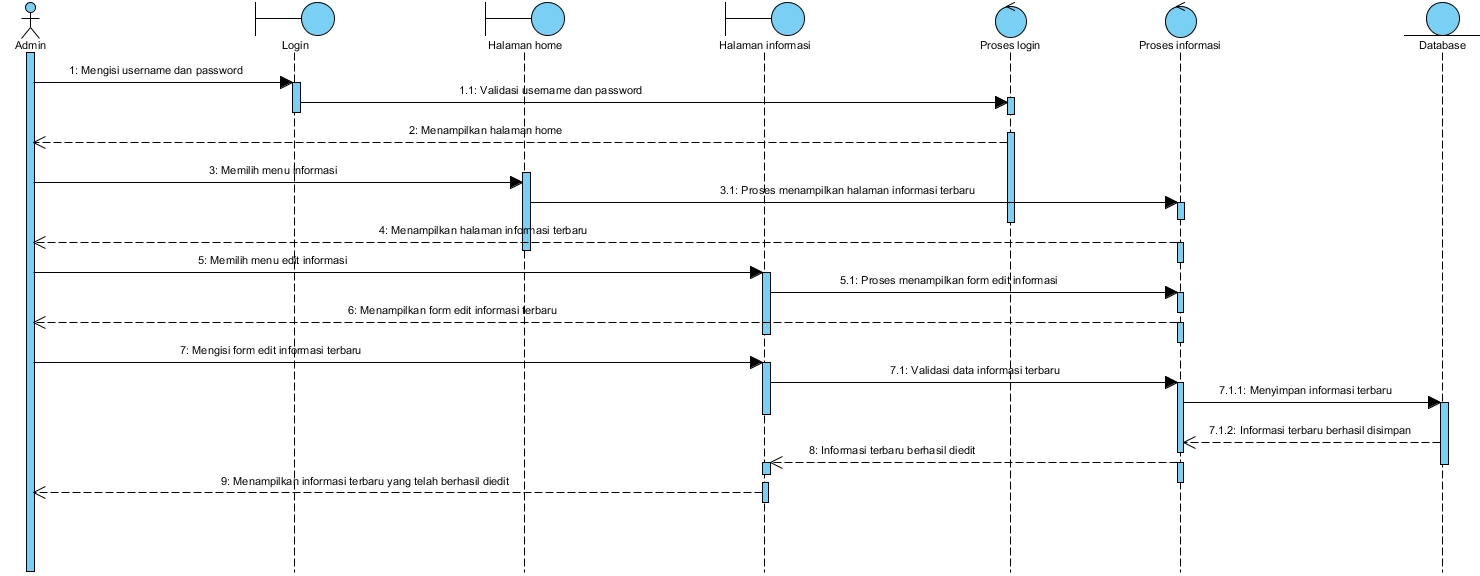 Admin
Login
Halaman home
Halaman informasi
Proses login
Proses informasi
Database
1: Mengisi username dan password
1.1: Validasi username dan password
2: Menampilkan halaman home
3: Memilih menu informasi
3.1: Proses menampilkan halaman informasi terbaru
4: Menampilkan halaman informasi terbaru
5: Memilih menu edit informasi
5.1: Proses menampilkan form edit informasi
6: Menampilkan form edit informasi terbaru
7: Mengisi form edit informasi terbaru
7.1: Validasi data informasi terbaru
7.1.1: Menyimpan informasi terbaru
7.1.2: Informasi terbaru berhasil disimpan
8: Informasi terbaru berhasil diedit
9: Menampilkan informasi terbaru yang telah berhasil diedit